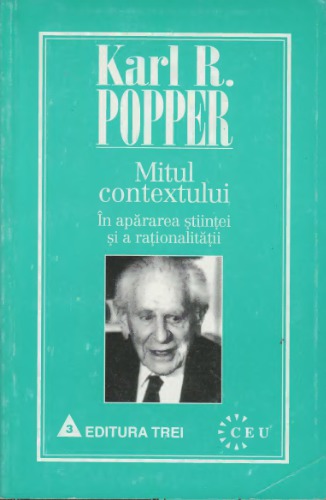 Karl R.
POPPER
Mitul
contextului
În apărarea științei
și a raționalității
3 EDITURA TREI
CEU